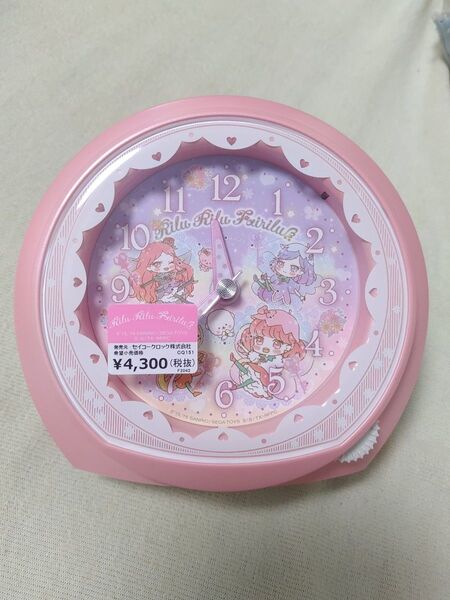 12
11
10
9
7
6
5
4
3
2
1
Rilu Rilu Fairilu
Rilu Rilu Fairilu
発売元・セイコークロック株式会社
希望小売価格
CQ151
¥4,300(税抜)